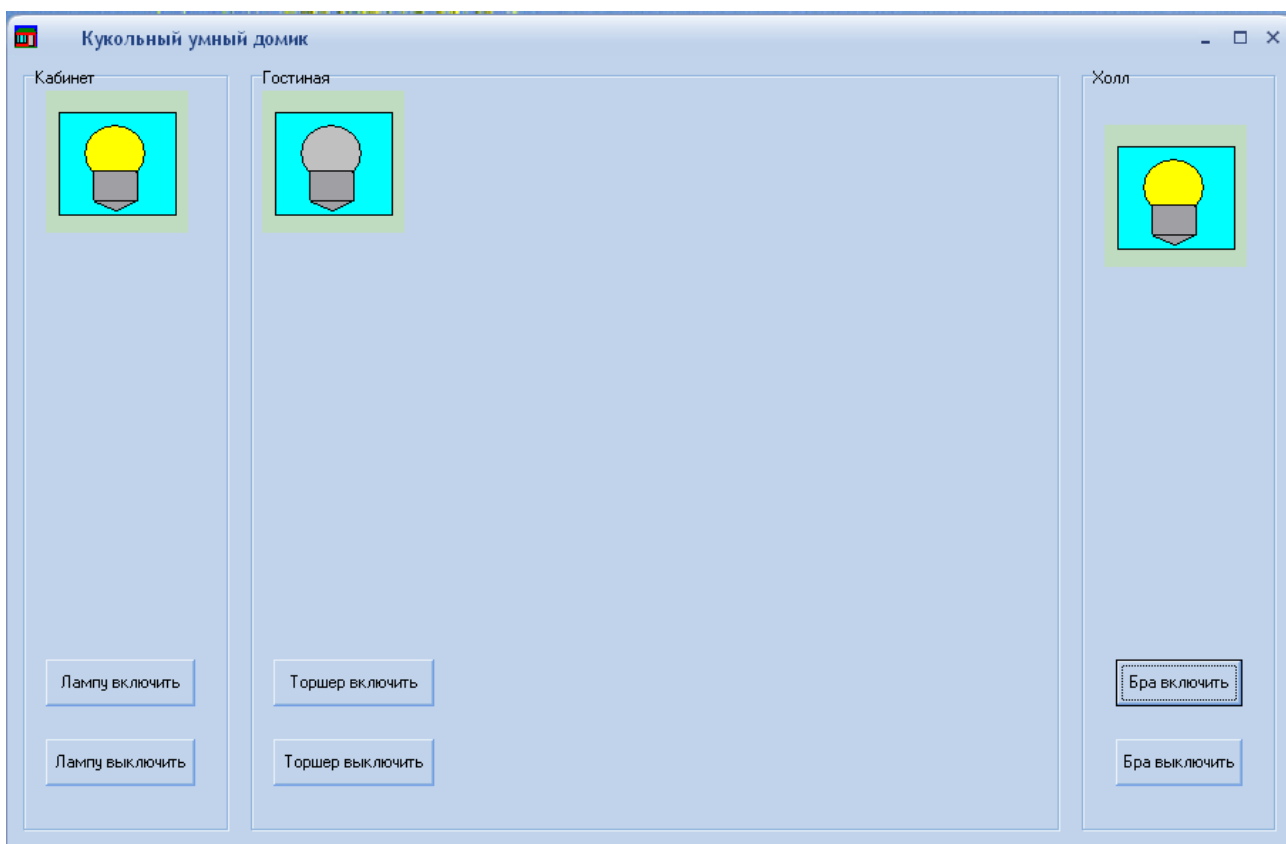 Кукольный умный домик
Кабинет
Гостиная
Холл
Лампу включить
Торшер включить
Бра включить
Лампу выключить
Торшер выключить
Бра выключить